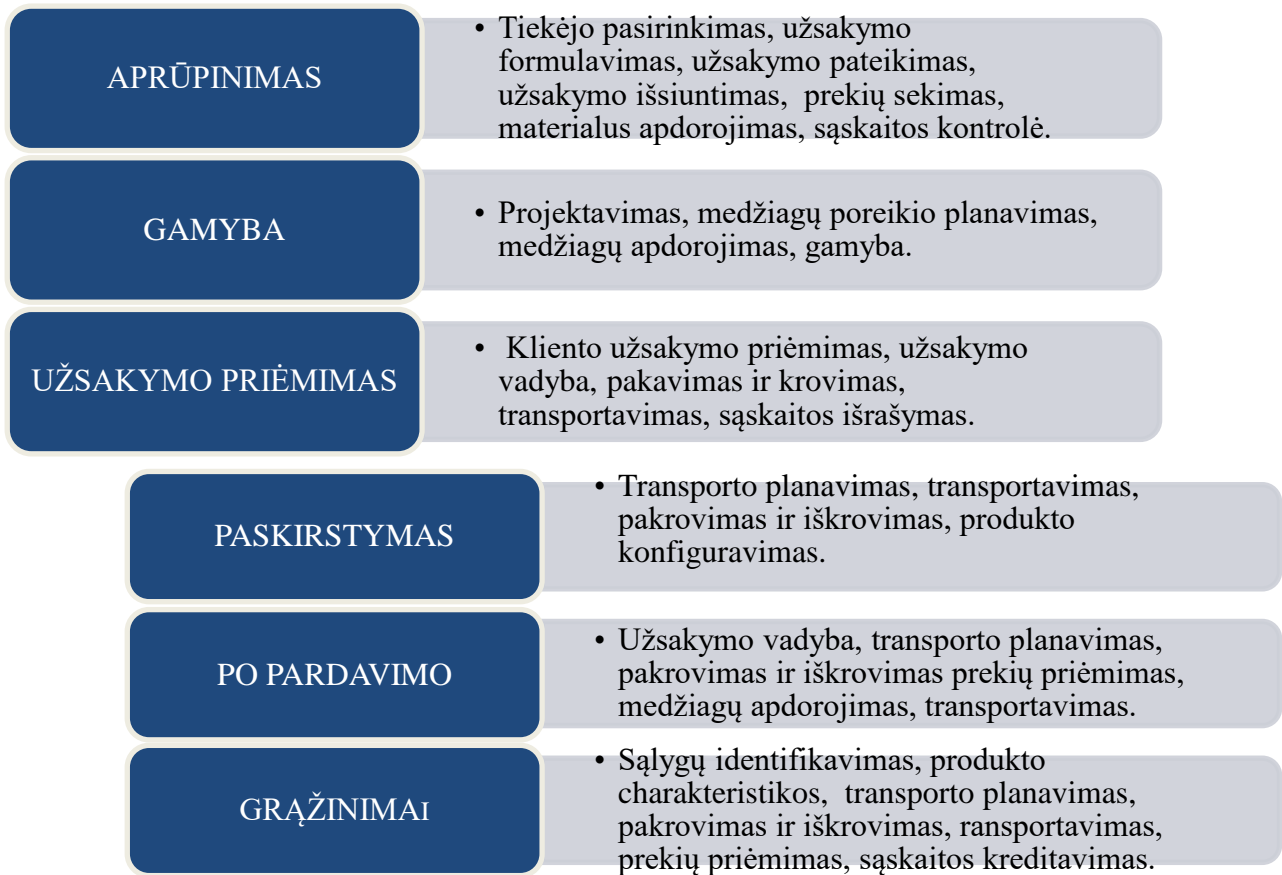 APRŪPINIMAS
• Tiekėjo pasirinkimas, užsakymo
formulavimas, užsakymo pateikimas,
užsakymo išsiuntimas, prekių sekimas,
materialus apdorojimas, sąskaitos kontrolė.
GAMYBA
• Projektavimas, medžiagų poreikio planavimas,
medžiagų apdorojimas, gamyba.
UŽSAKYMO PRIĖMIMAS
• Kliento užsakymo priėmimas, užsakymo
vadyba, pakavimas ir krovimas,
transportavimas, sąskaitos išrašymas.
PASKIRSTYMAS
• Transporto planavimas, transportavimas,
pakrovimas ir iškrovimas, produkto
konfiguravimas.
PO PARDAVIMO
• Užsakymo vadyba, transporto planavimas,
pakrovimas ir iškrovimas prekių priėmimas,
medžiagų apdorojimas, transportavimas.
GRĄŽINIMAI
• Sąlygų identifikavimas, produkto
charakteristikos, transporto planavimas,
pakrovimas ir iškrovimas, ransportavimas,
prekių priėmimas, sąskaitos kreditavimas.